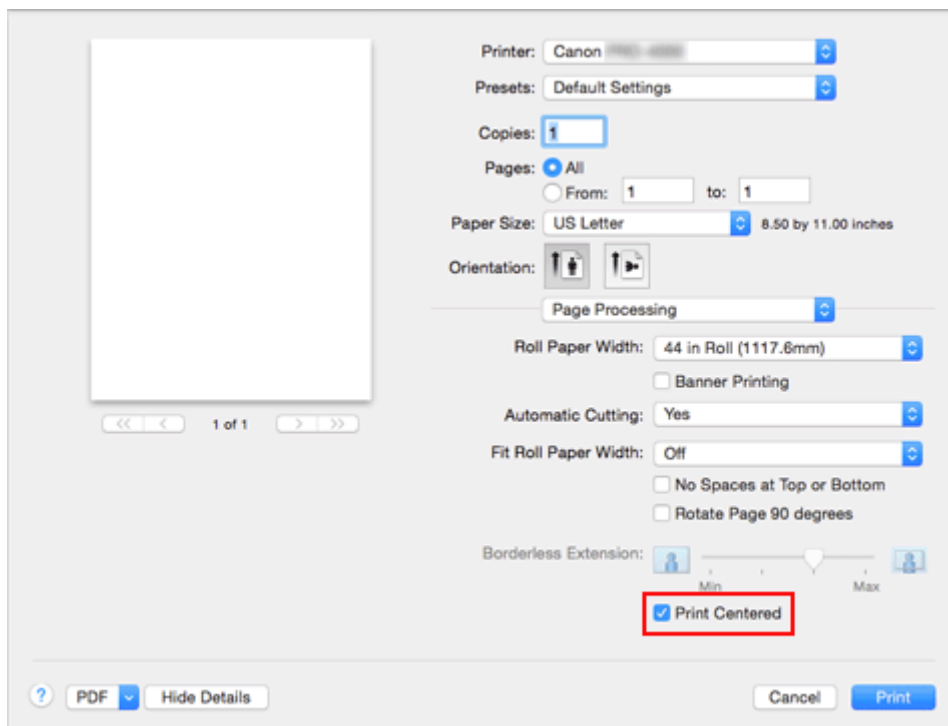 Printer: Canon
Presets: Default Settings
Copies: 1
Pages: All
From: 1 to: 1
Paper Size: US Letter 8.50 by 11.00 inches
Orientation:
Page Processing
Roll Paper Width: 44 in Roll (1117.6mm)
Banner Printing
1 of 1
Automatic Cutting: Yes
Fit Roll Paper Width: Off
No Spaces at Top or Bottom
Rotate Page 90 degrees
Borderless Extension:
Min Max
Print Centered
? PDF Hide Details Cancel Print